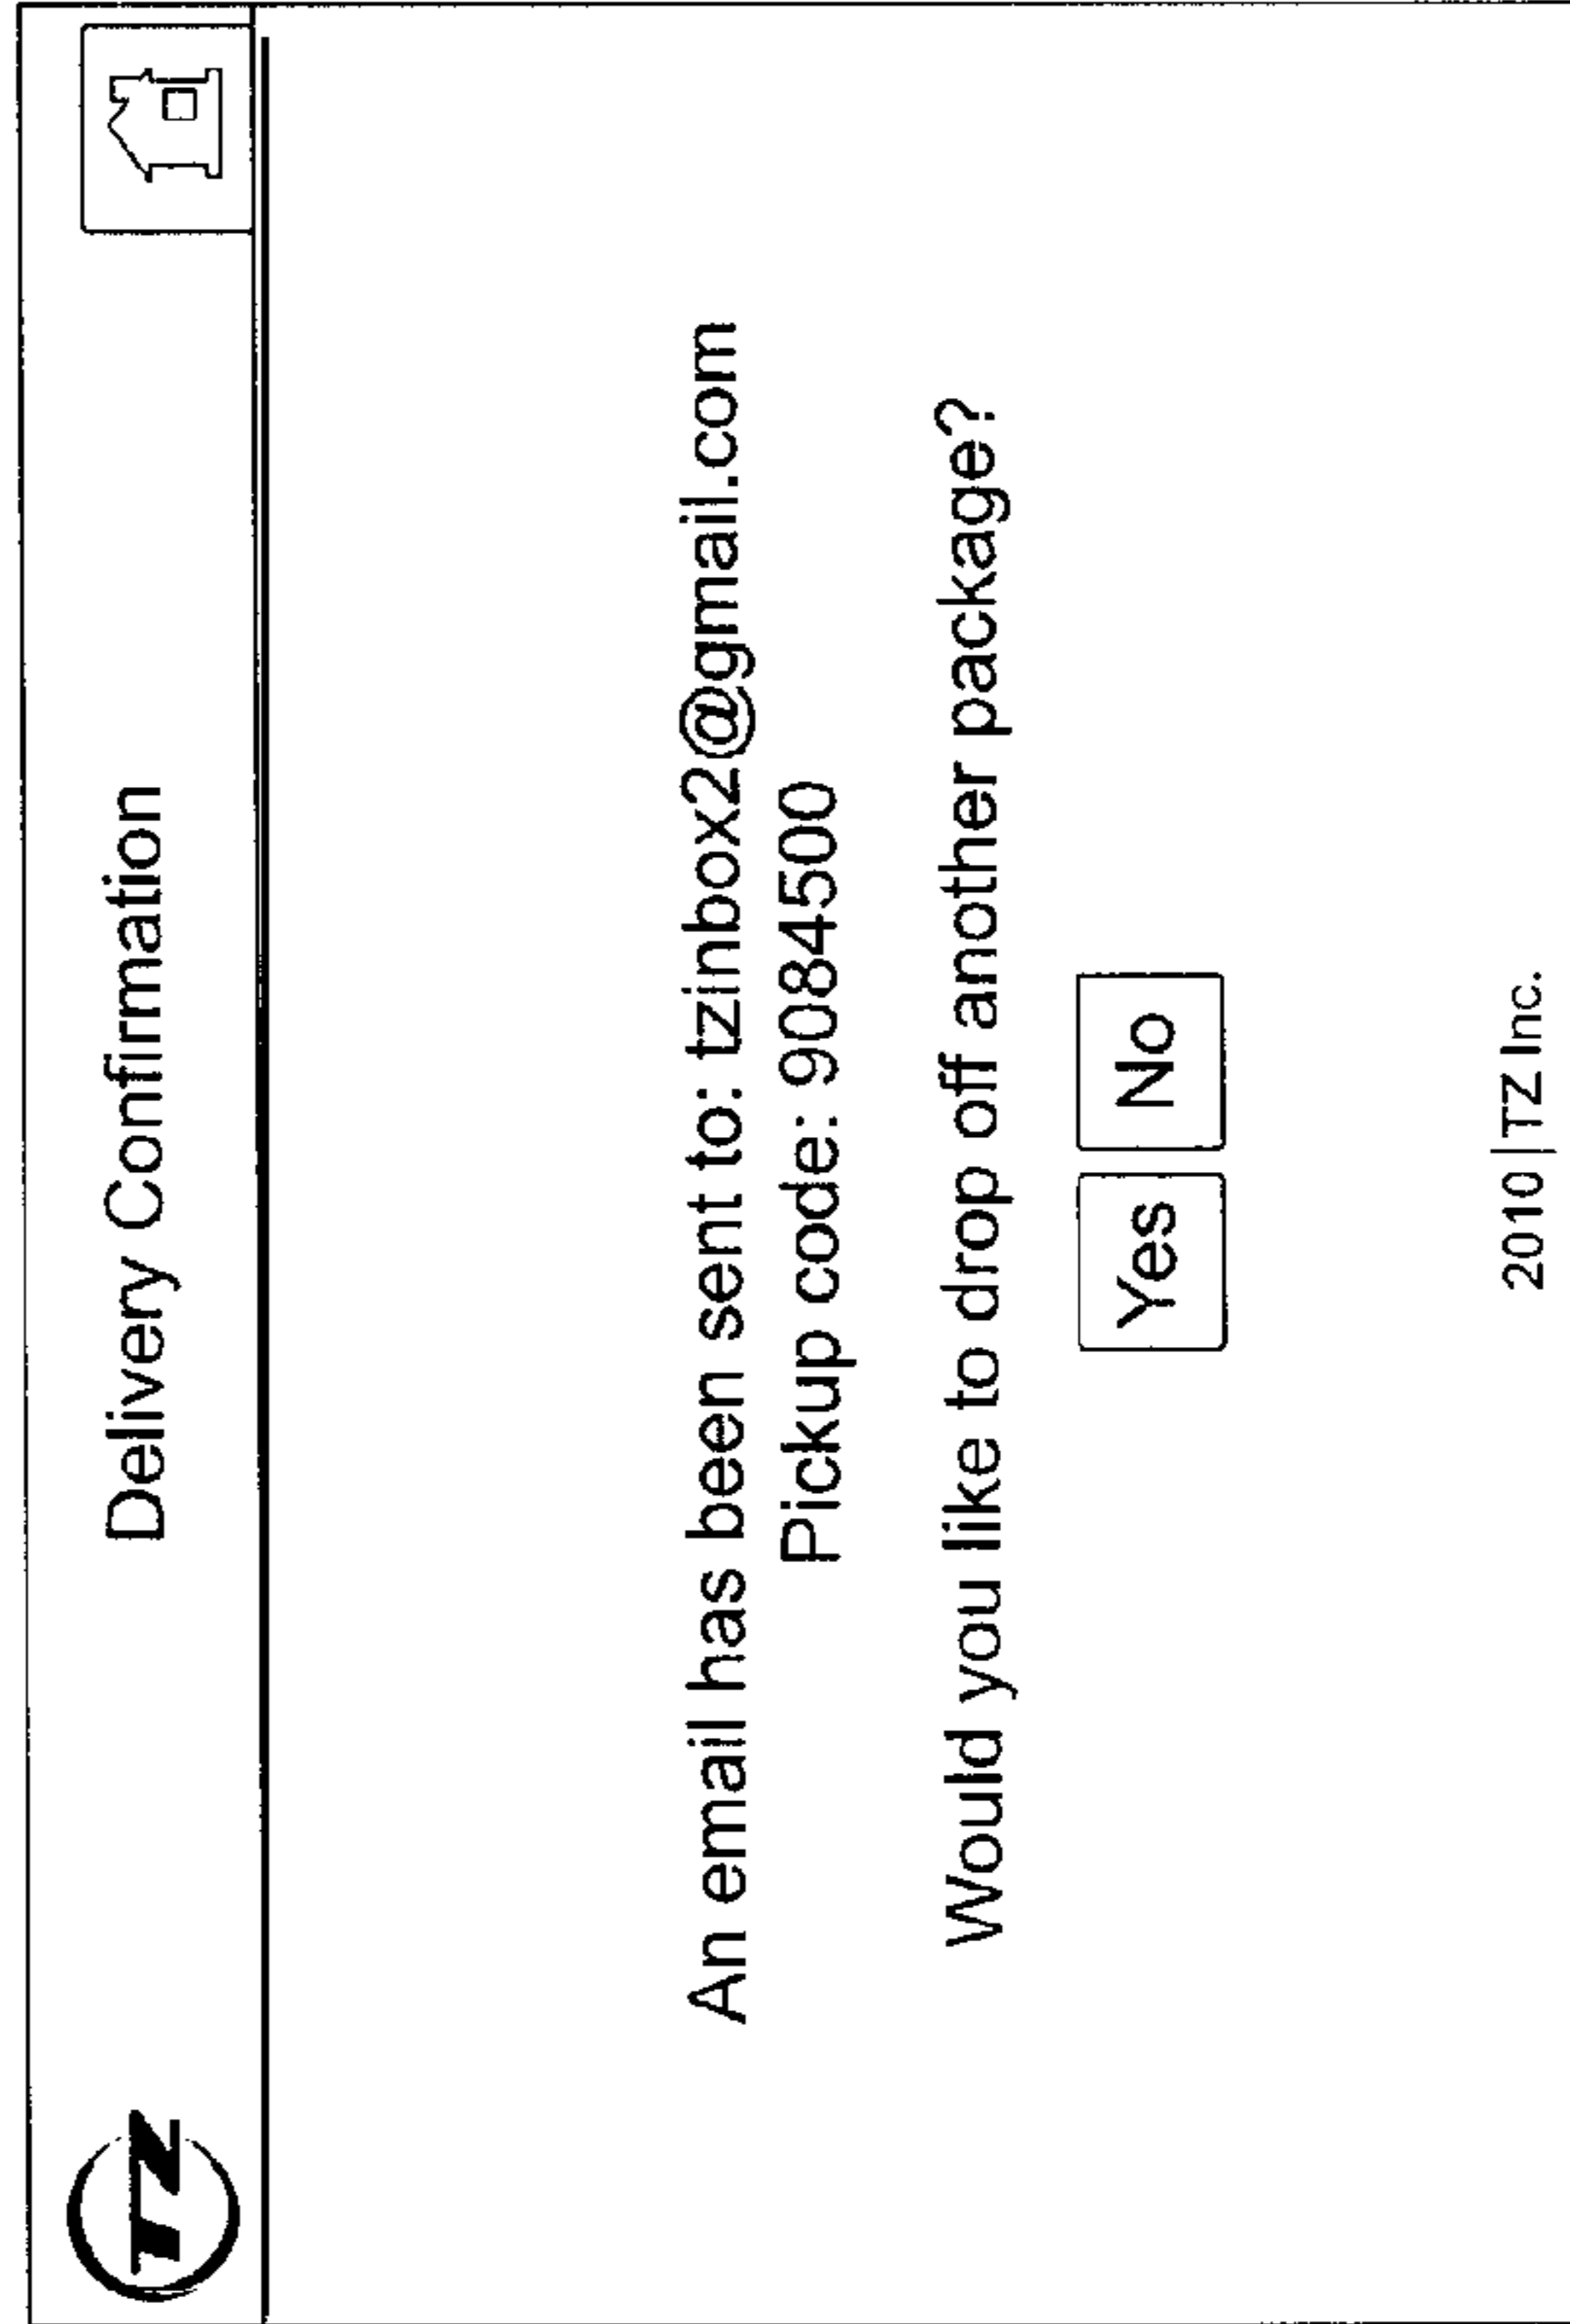 TZ
Delivery Confirmation
An email has been sent to: tzinbox2@gmail.com
Pickup code: 9084500
Would you like to drop off another package?
Yes No
2010|TZ Inc.